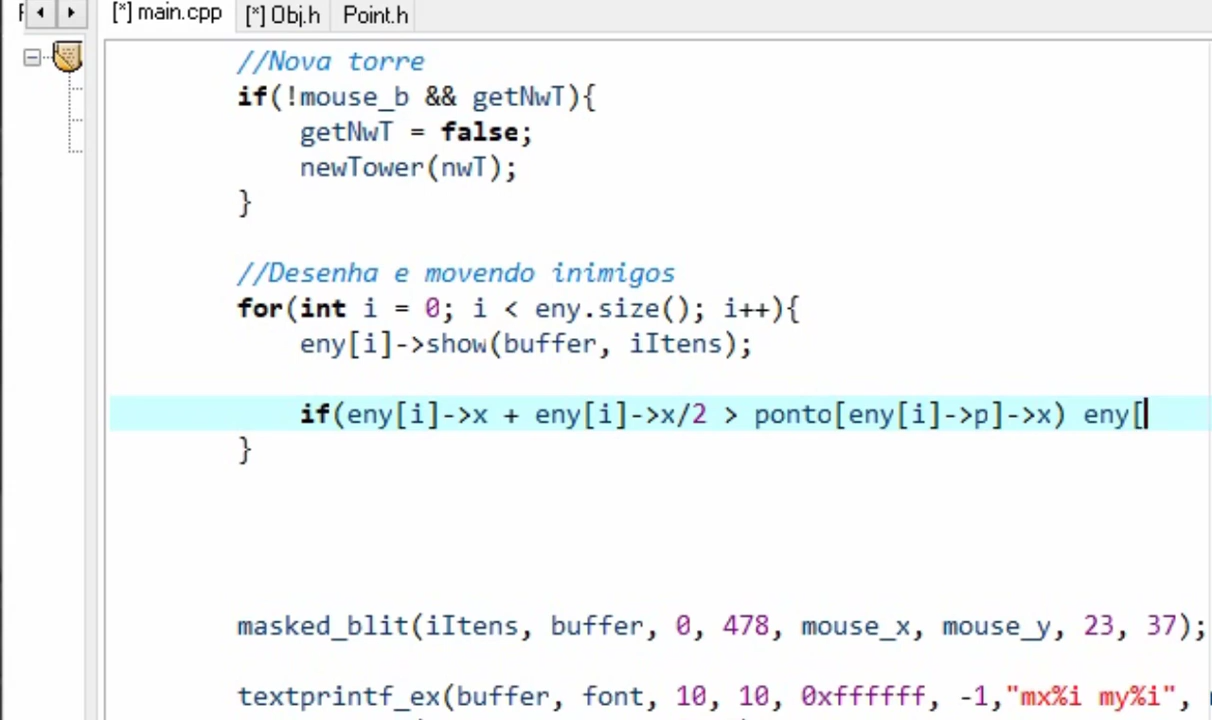 [*] main.cpp [*] Obj.h Point.h
//Nova torre
if(!mouse_b && getNwT){
getNwT = false;
newTower(nwT);
}
//Desenha e movendo inimigos
for(int i = 0; i < eny.size(); i++){
eny[i]->show(buffer, iItens);
if(eny[i]->x + eny[i]->x/2 > ponto[eny[i]->p]->x) eny[
}
masked_blit(iItens, buffer, 0, 478, mouse_x, mouse_y, 23, 37);
textprintf_ex(buffer, font, 10, 10, 0xffffff, -1,"mx%i my%i",